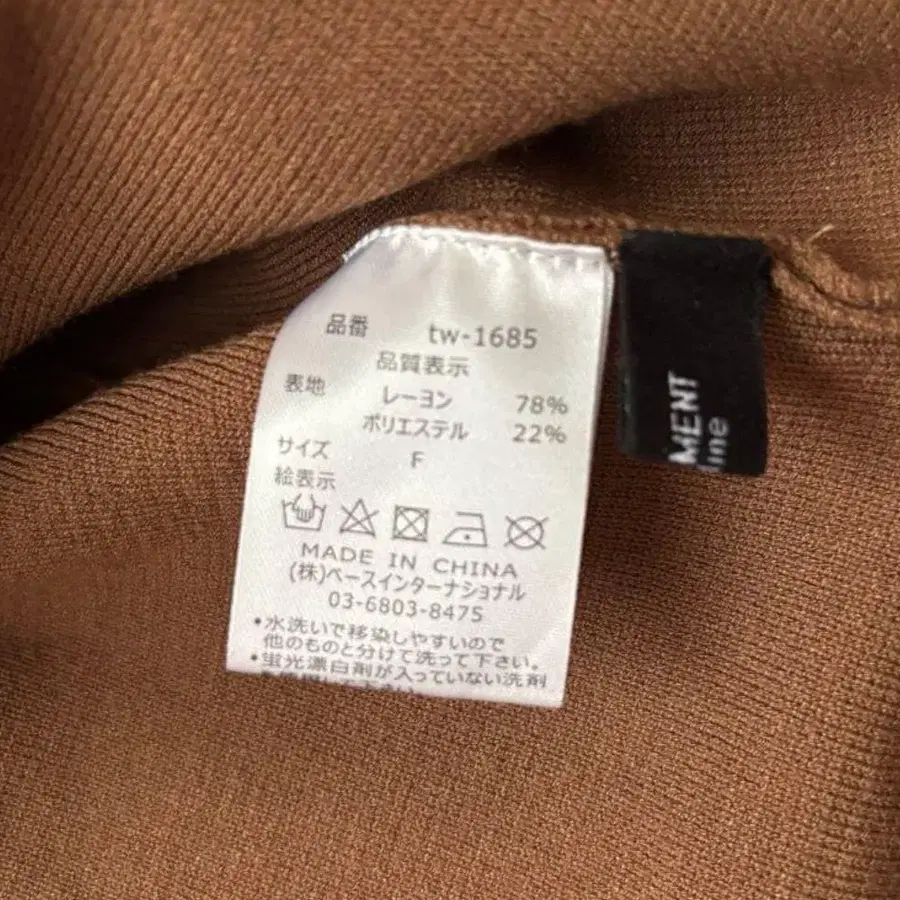 品番 tw-1685
品質表示
表地 レーヨン 78%
ポリエステル 22%
サイズ F
絵表示
MADE IN CHINA
(株)ベースインターナショナル
03-6803-8475
•水洗いで移染しやすいので
他のものと分けて洗って下さい。
•蛍光漂白剤が入っていない洗剤
MENT
line